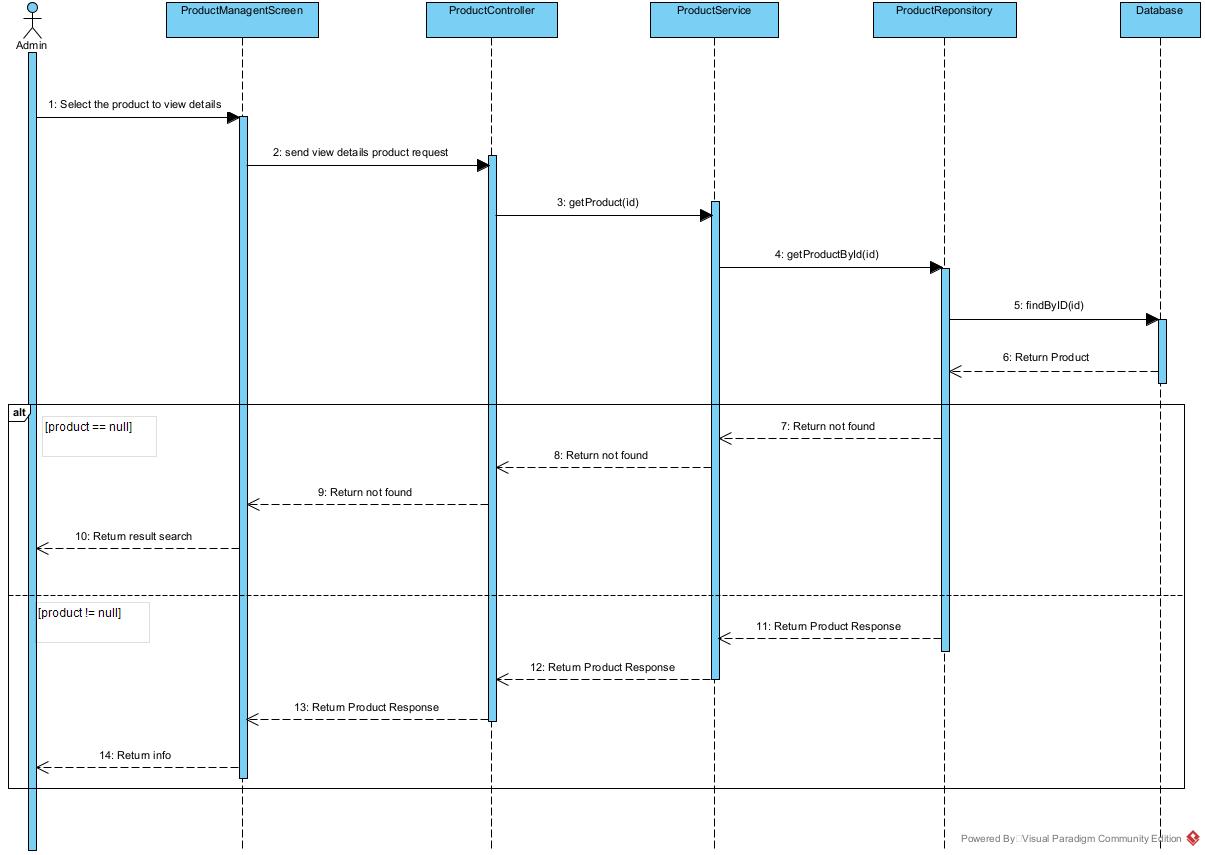 ProductManagentScreen
ProductController
ProductService
ProductReponsitory
Database
Admin
1: Select the product to view details
2: send view details product request
3: getProduct(id)
4: getProductById(id)
5: findByID(id)
6: Return Product
alt
[product == null]
7: Return not found
8: Return not found
9: Return not found
10: Return result search
[product != null]
11: Return Product Response
12: Return Product Response
13: Return Product Response
14: Return info
Powered By Visual Paradigm Community Edition